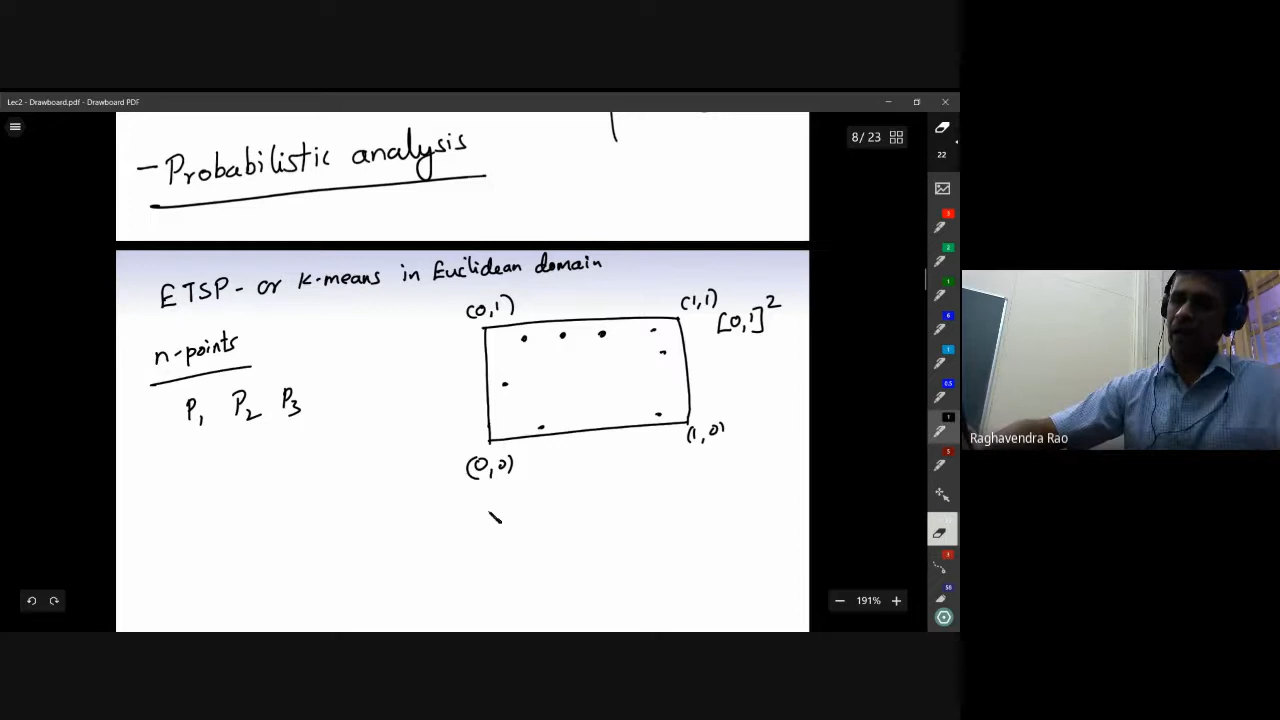 Lec2 - Drawboard.pdf - Drawboard PDF
8 / 23
22
- Probabilistic analysis
ETSP - or k-means in Euclidean domain
(0,1)
(1,1)
[0,1]²
n-points
P₁ P₂ P₃
(1,0)
(0,0)
Raghavendra Rao
191%